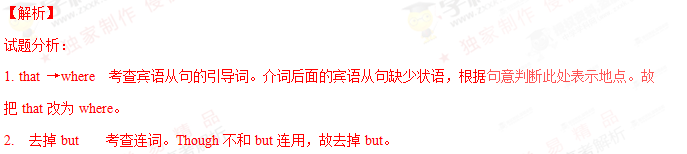 【解析】
试题分析：
1. that →where 考查宾语从句的引导词。介词后面的宾语从句缺少状语，根据句意判断此处表示地点。故
把 that 改为 where。
2. 去掉 but 考查连词。Though 不和 but 连用，故去掉 but。